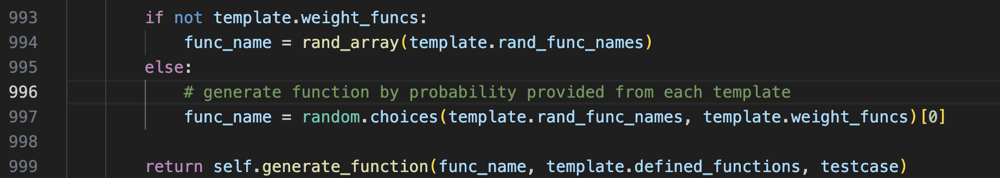 993 if not template.weight_funcs:
994 func_name = rand_array(template.rand_func_names)
995 else:
996 # generate function by probability provided from each template
997 func_name = random.choices(template.rand_func_names, template.weight_funcs)[0]
998
999 return self.generate_function(func_name, template.defined_functions, testcase)